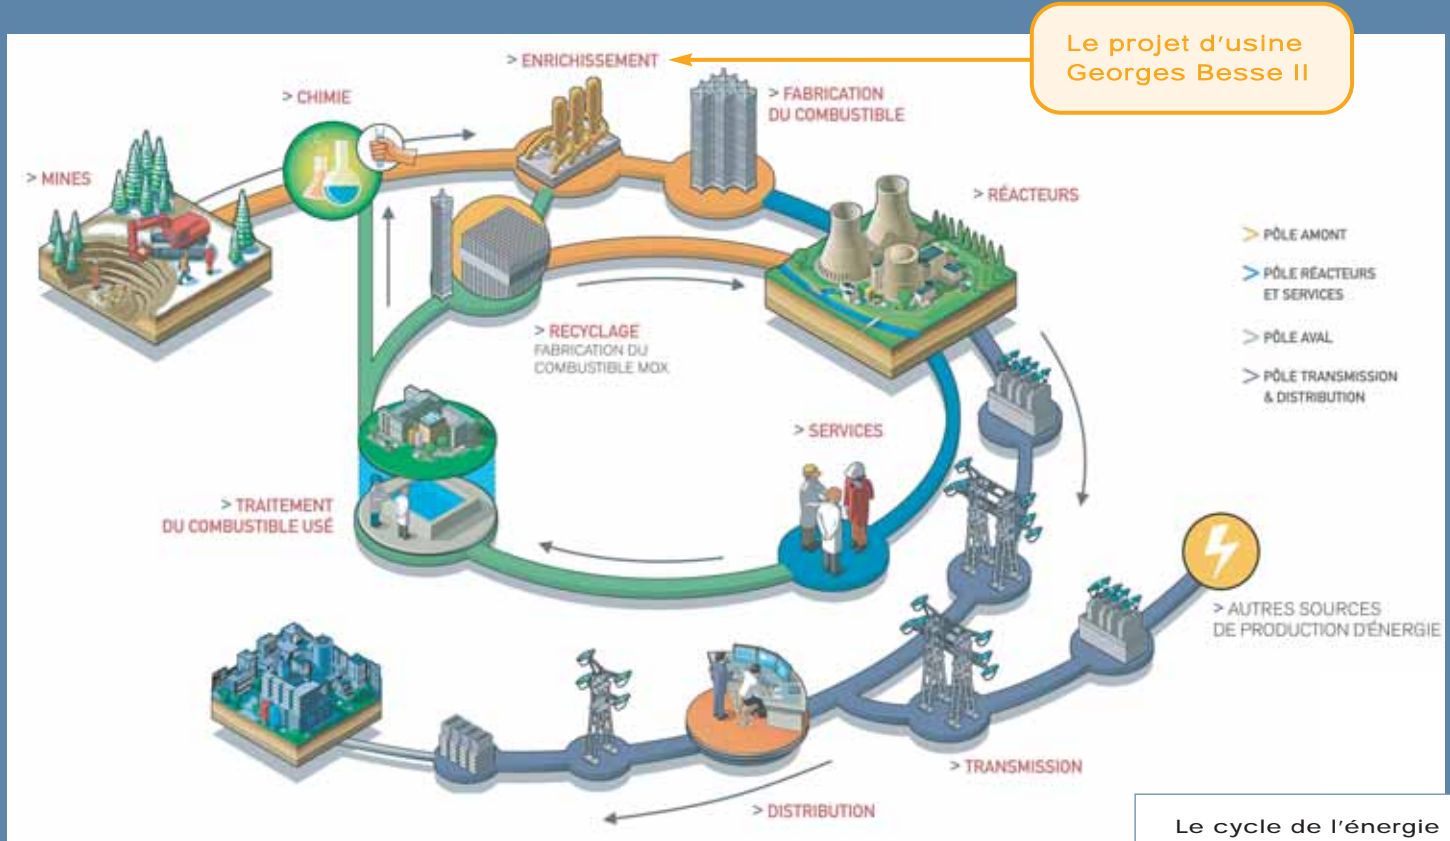 Le projet d'usine
Georges Besse II
> ENRICHISSEMENT
> CHIMIE
> FABRICATION
DU COMBUSTIBLE
> MINES
> RÉACTEURS
> PÔLE AMONT
> PÔLE RÉACTEURS
ET SERVICES
> PÔLE AVAL
> PÔLE TRANSMISSION
& DISTRIBUTION
> RECYCLAGE
FABRICATION DU
COMBUSTIBLE MOX
> SERVICES
> TRAITEMENT
DU COMBUSTIBLE USÉ
> AUTRES SOURCES
DE PRODUCTION D'ÉNERGIE
> TRANSMISSION
> DISTRIBUTION
Le cycle de l'énergie